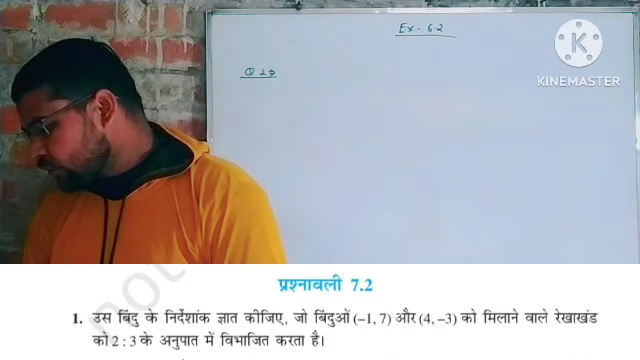 Ex - 6.2
KINEMASTER
Q 1 ⇒
प्रश्नावली 7.2
1. उस बिंदु के निर्देशांक ज्ञात कीजिए, जो बिंदुओं (–1, 7) और (4, –3) को मिलाने वाले रेखाखंड
को 2 : 3 के अनुपात में विभाजित करता है।